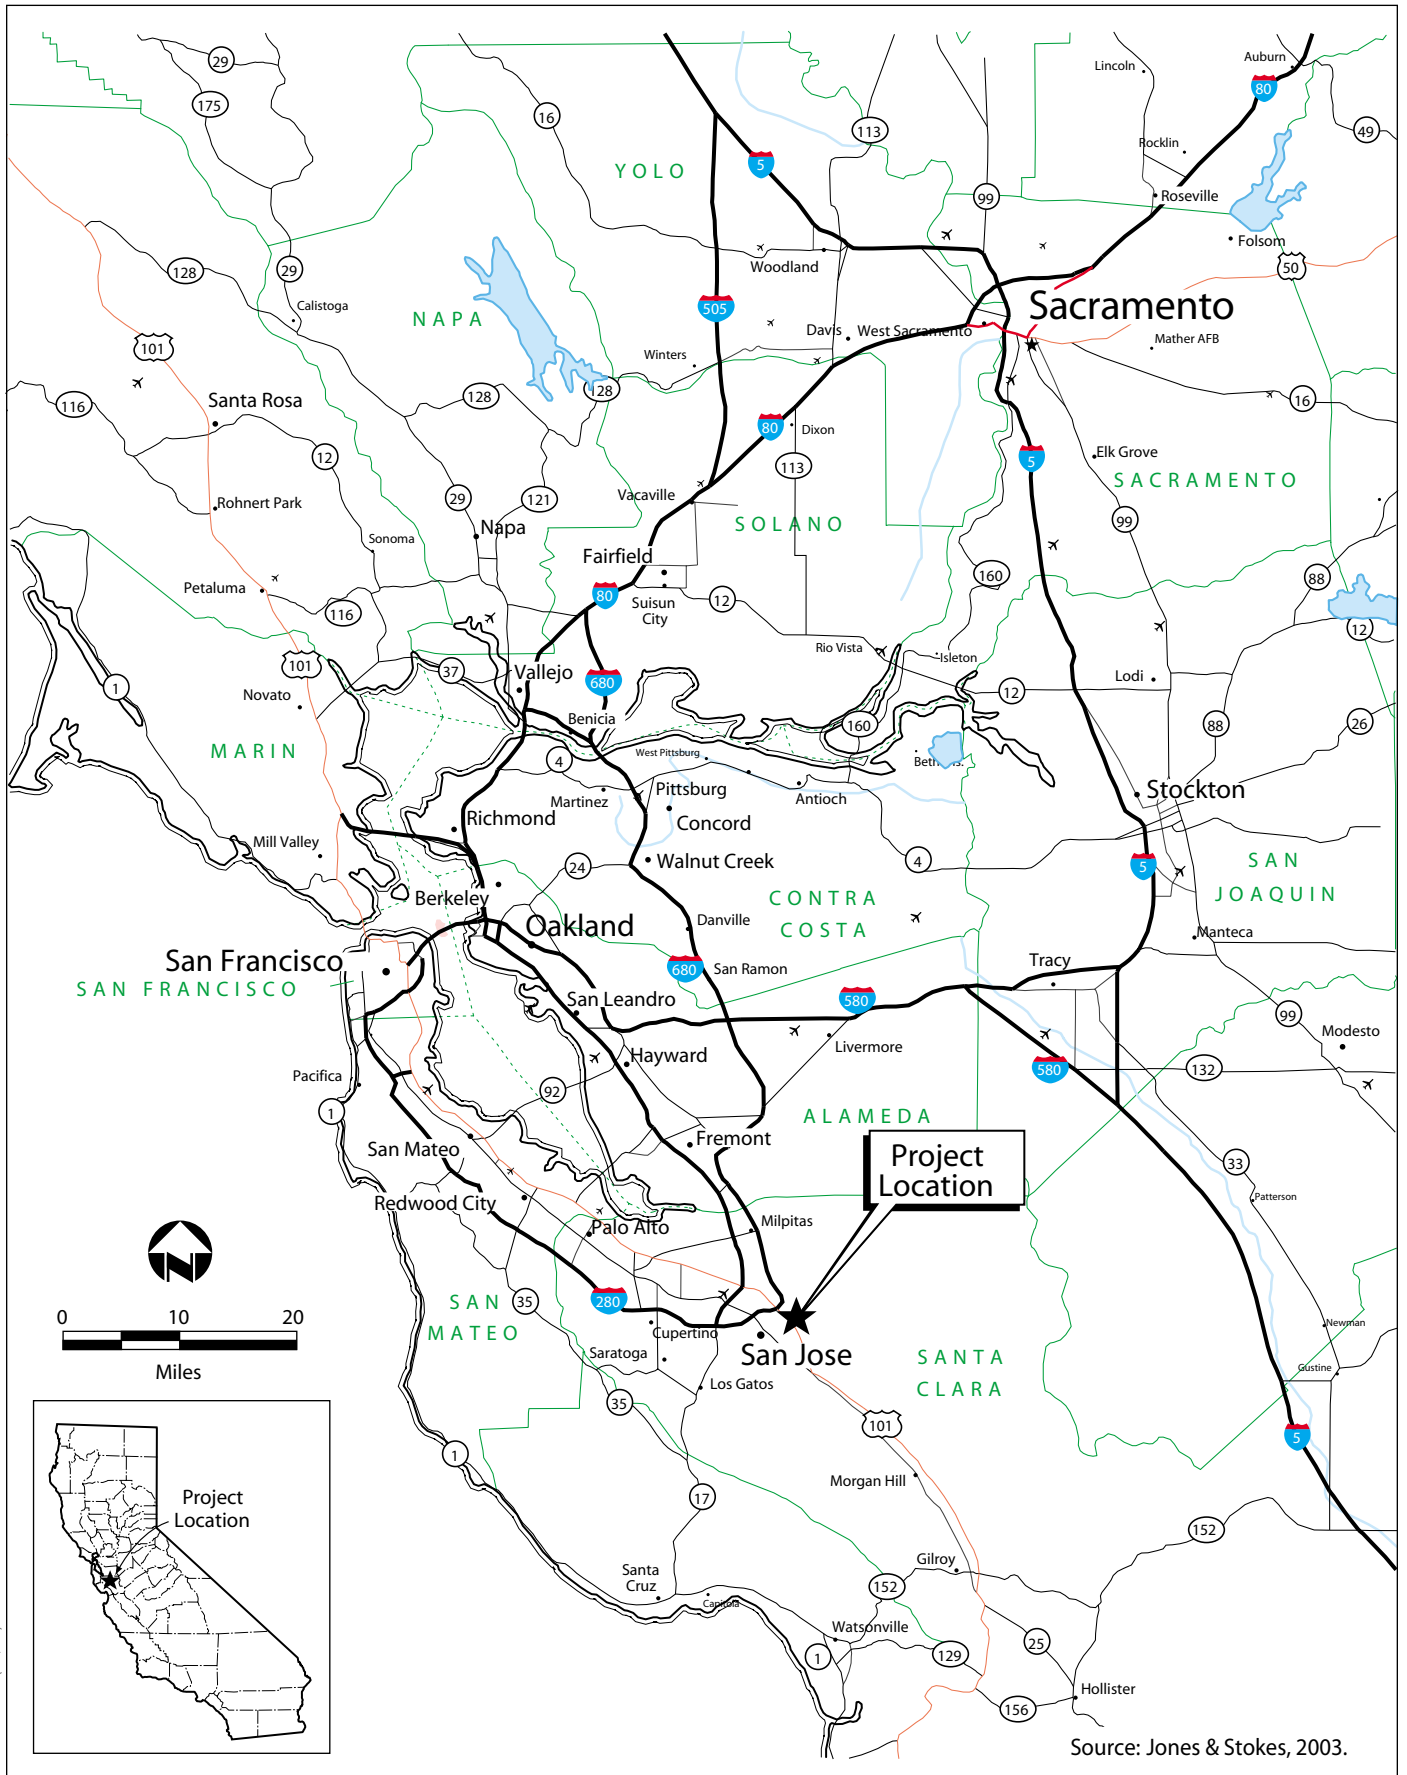 29
175
16
113
5
Lincoln
Auburn
80
49
Rocklin
YOLO
99
Roseville
Folsom
50
128
29
Woodland
Calistoga
NAPA
505
Sacramento
Davis
West Sacramento
Mather AFB
101
Winters
128
128
116
Santa Rosa
16
80
Dixon
12
113
5
Elk Grove
SACRAMENTO
29
121
Vacaville
Rohnert Park
SOLANO
99
Napa
Sonoma
Fairfield
160
88
Petaluma
80
116
Suisun
City
12
12
Rio Vista
Isleton
101
37
Vallejo
680
1
Novato
12
Lodi
Benicia
160
88
26
MARIN
4
West Pittsburg
Pittsburg
Martinez
Antioch
Stockton
Richmond
Concord
Mill Valley
Walnut Creek
24
4
5
SAN
JOAQUIN
Berkeley
CONTRA
COSTA
Oakland
Danville
Manteca
San Francisco
680
San Ramon
Tracy
SAN FRANCISCO
San Leandro
580
99
Modesto
Livermore
Hayward
Pacifica
580
132
92
1
ALAMEDA
San Mateo
Fremont
Project
Location
33
Redwood City
Patterson
Palo Alto
Milpitas
0 10 20
Miles
SAN
MATEO
35
280
Cupertino
Newman
Saratoga
San Jose
SANTA
CLARA
Gustine
Los Gatos
35
101
5
1
Morgan Hill
17
152
Project
Location
Gilroy
Santa
Cruz
152
Capitola
Watsonville
25
1
129
Hollister
156
Source: Jones & Stokes, 2003.